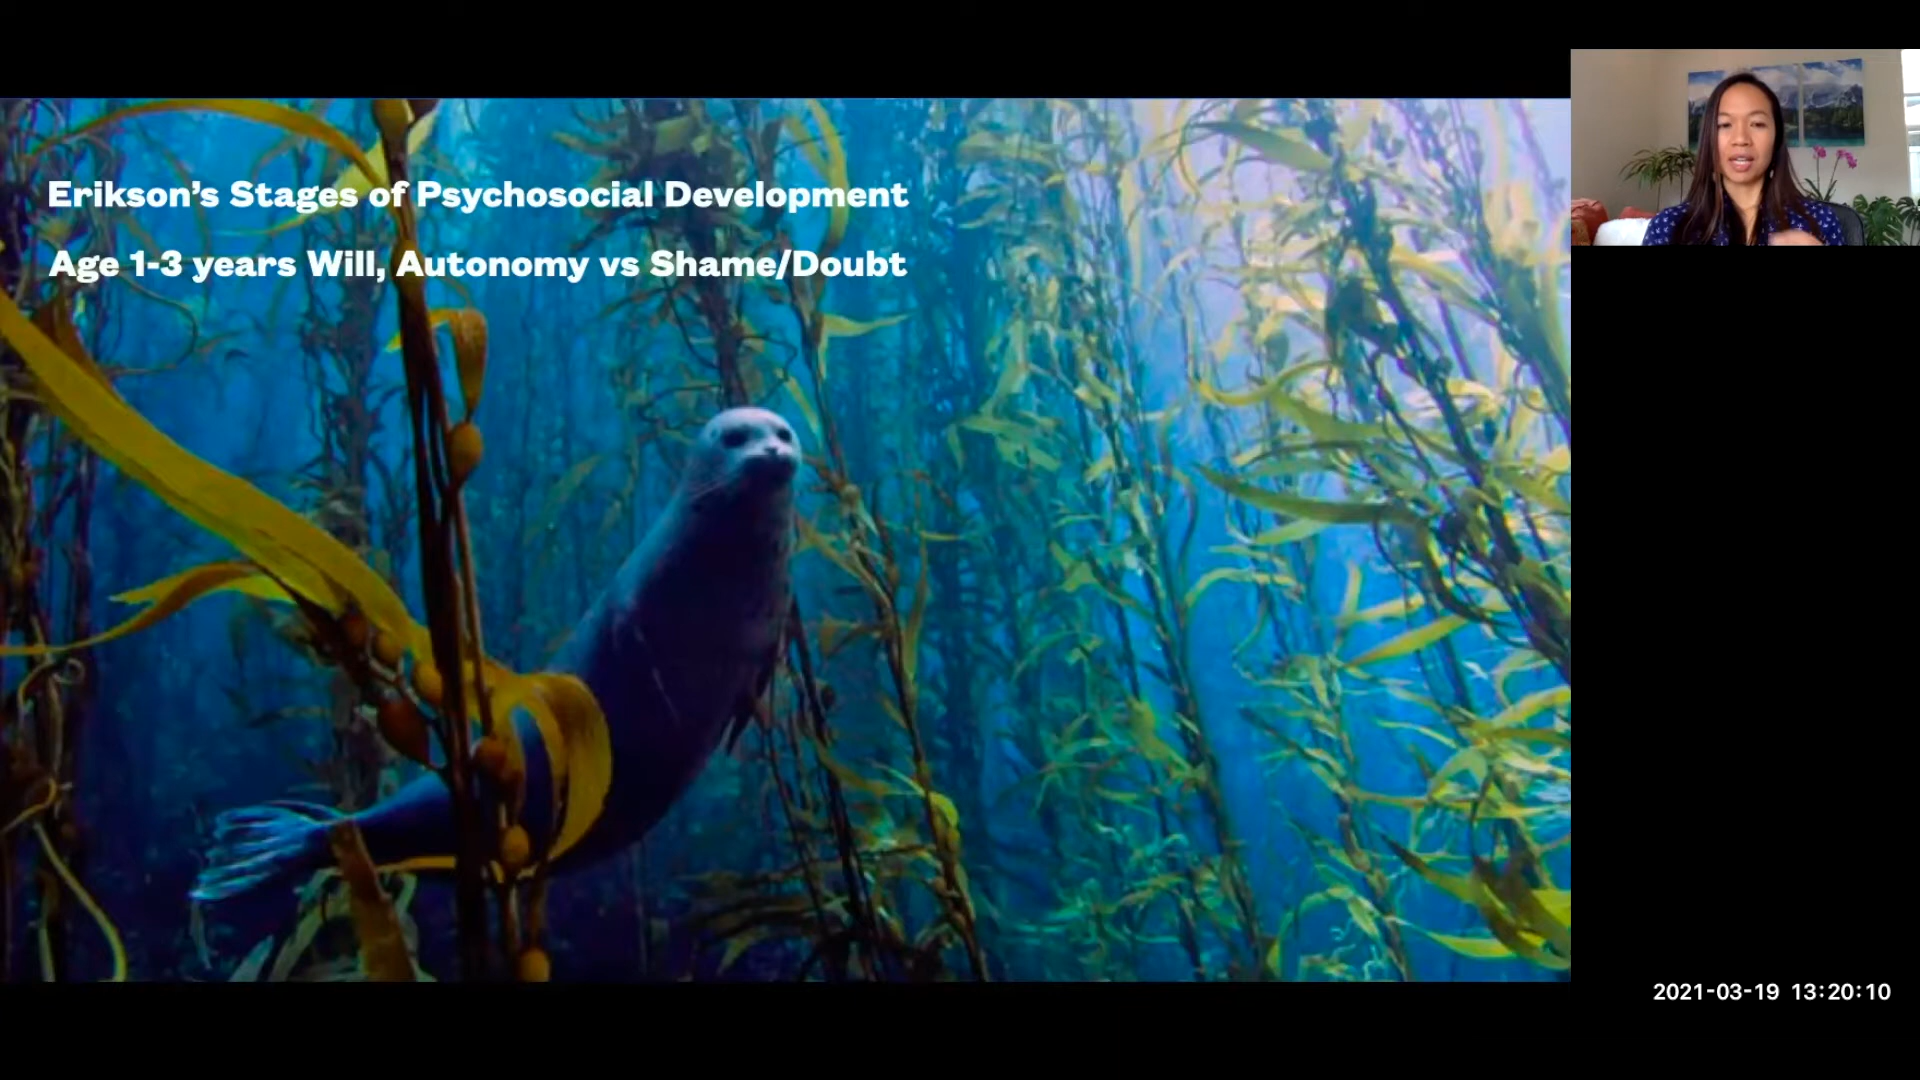 Erikson’s Stages of Psychosocial Development
Age 1-3 years Will, Autonomy vs Shame/Doubt
2021-03-19 13:20:10